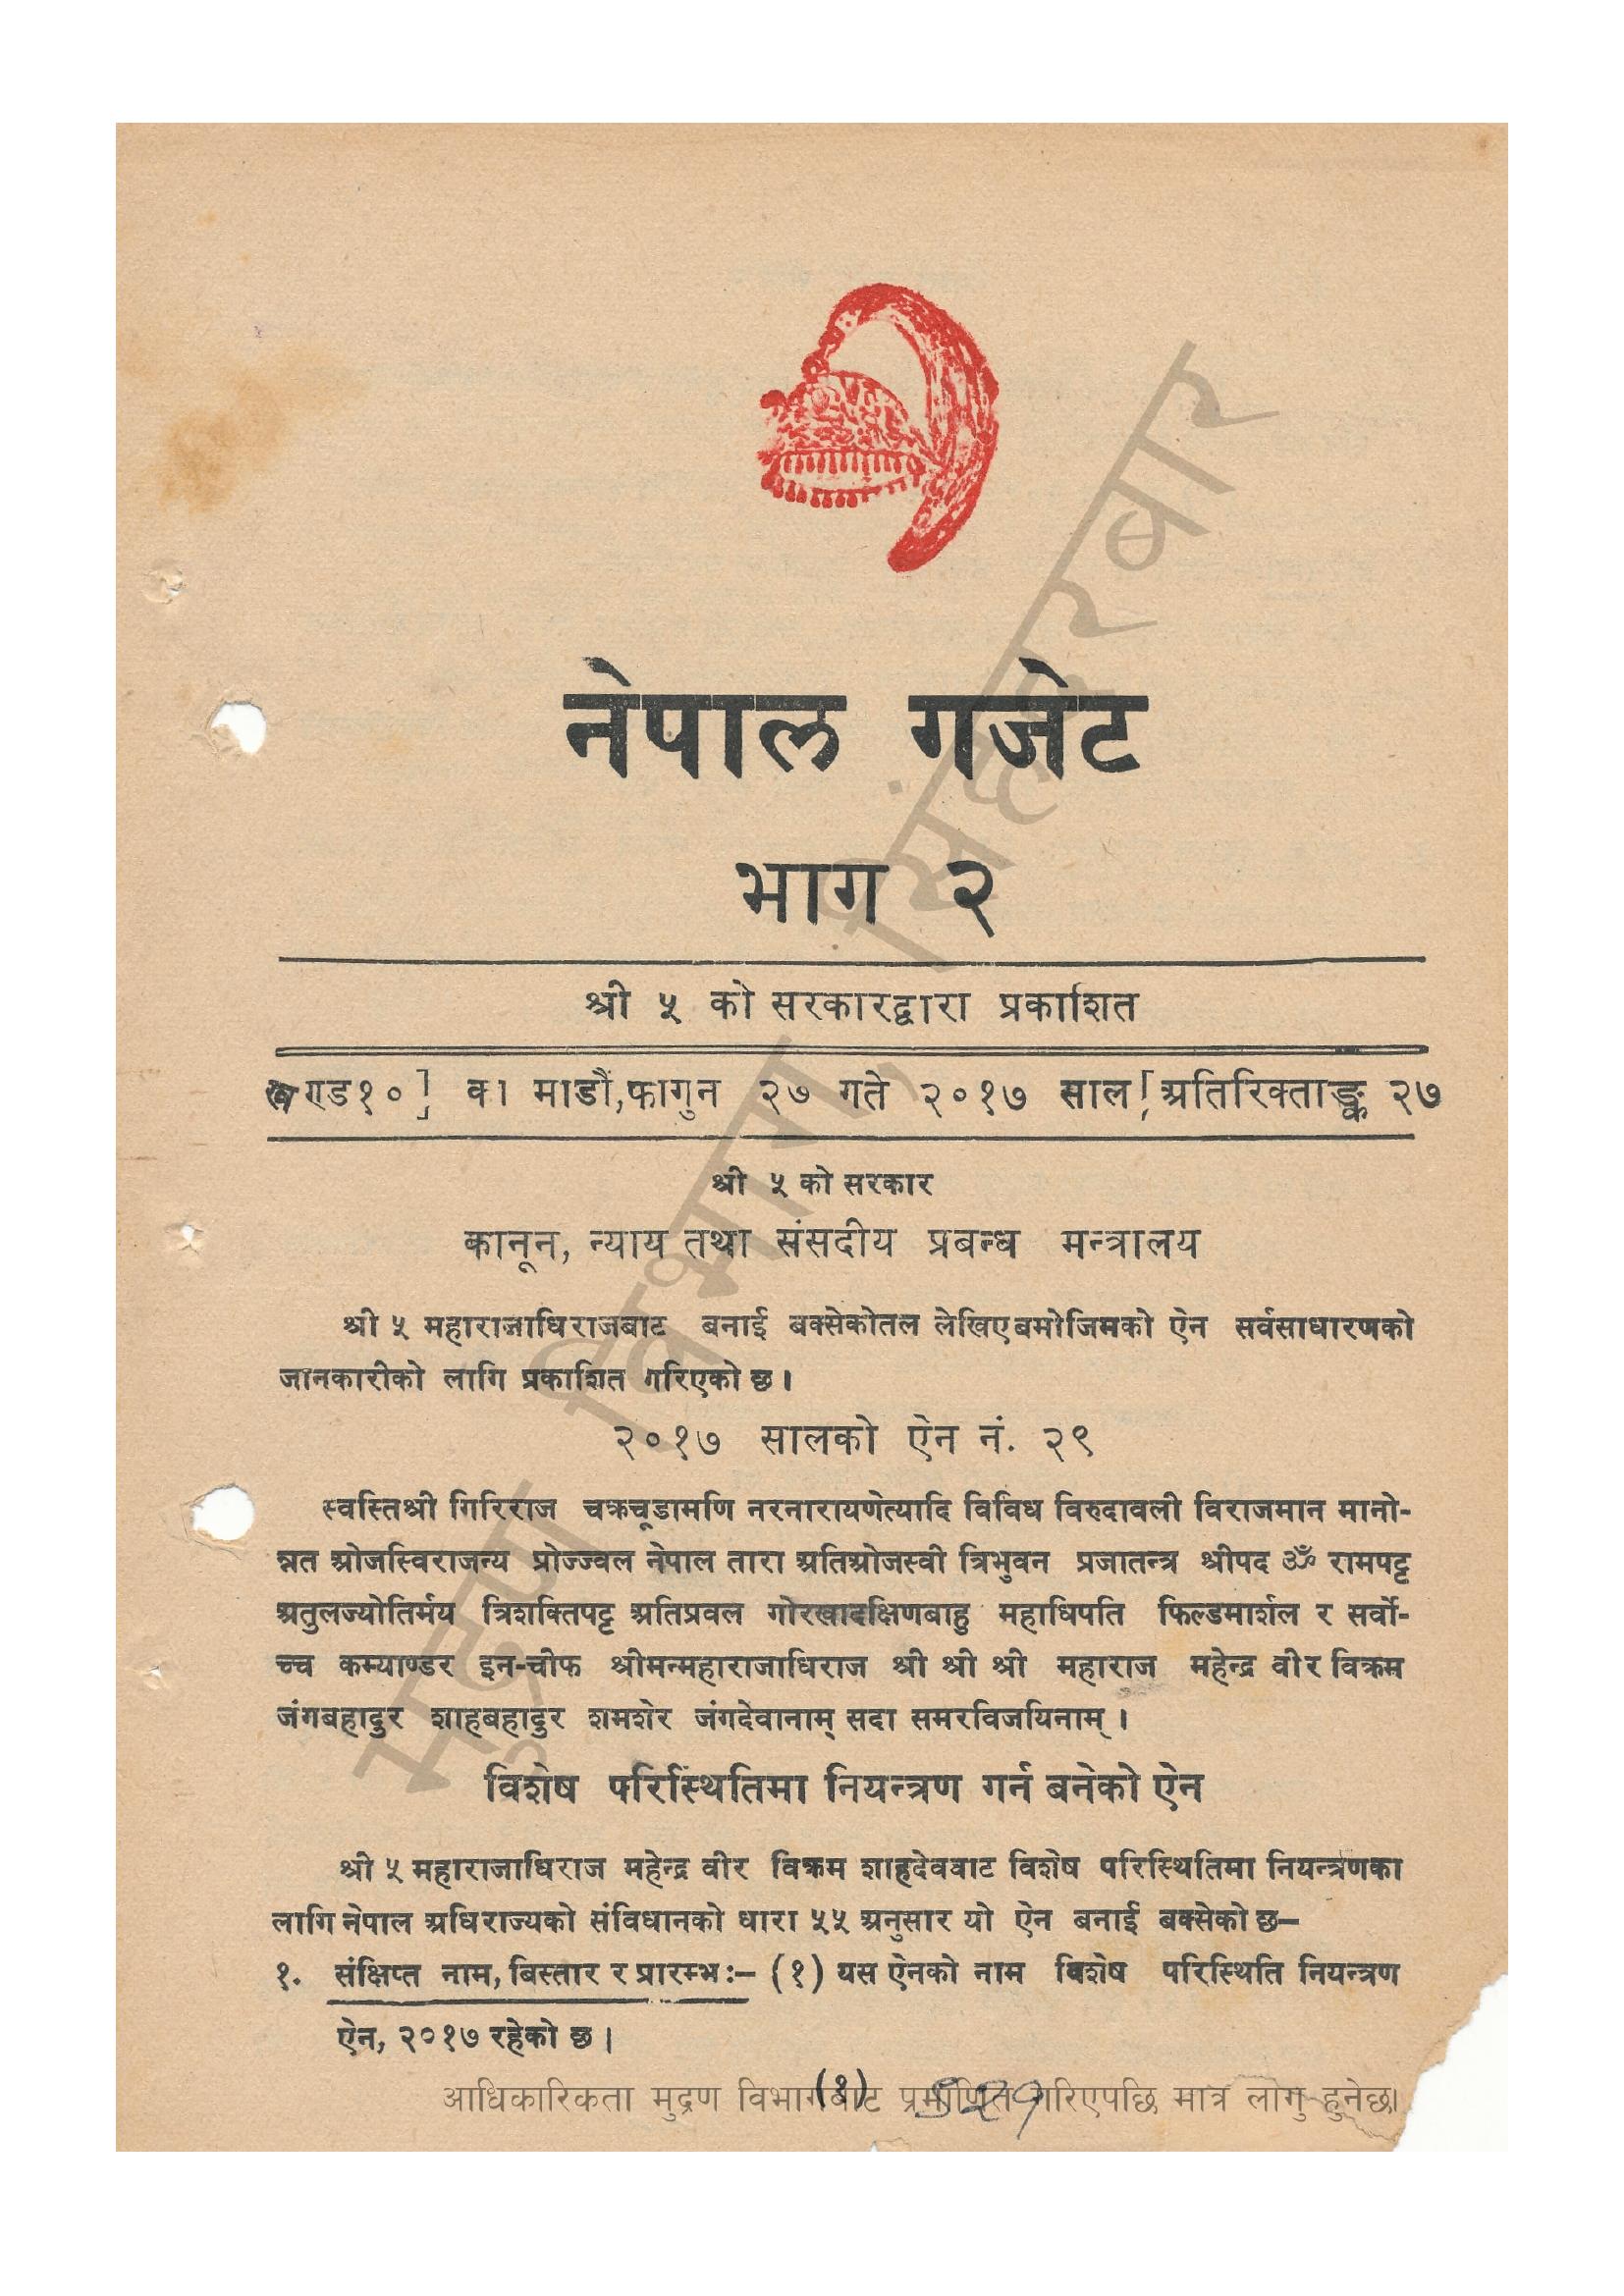 नेपाल गजेट
भाग २
श्री ५ को सरकारद्वारा प्रकाशित
खण्ड१०] का माडौं,फागुन २७ गते २०१७ साल [अतिरिक्ताङ्क २७
श्री ५ को सरकार
कानून, न्याय तथा संसदीय प्रबन्ध मन्त्रालय
श्री ५ महाराजाधिराजबाट बनाई बक्सेकोतल लेखिएबमोजिमको ऐन सर्वसाधारणको
जानकारीको लागि प्रकाशित गरिएको छ।
२०१७ सालको ऐन नं. २९
स्वस्तिश्री गिरिराज चक्रचूडामणि नरनारायणेत्यादि विविध विरुदावली विराजमान मानो-
न्नत ओजस्विराजन्य प्रोज्ज्वल नेपाल तारा अतिओजस्वी त्रिभुवन प्रजातन्त्र श्रीपद ॐ रामपट्ट
अतुलज्योतिर्मय त्रिशक्तिपट्ट अतिप्रवल गोरखादक्षिणबाहु महाधिपति फिल्डमार्शल र सर्वो-
च्च कम्याण्डर इन-चीफ श्रीमन्महाराजाधिराज श्री श्री श्री महाराज महेन्द्र वीर विक्रम
जंगबहादुर शाहबहादुर शमशेर जंगदेवानाम् सदा समरविजयिनाम् ।
विशेष परिस्थितिमा नियन्त्रण गर्न बनेको ऐन
श्री ५ महाराजाधिराज महेन्द्र वीर विक्रम शाहदेववाट विशेष परिस्थितिमा नियन्त्रणका
लागि नेपाल अधिराज्यको संविधानको धारा ५५ अनुसार यो ऐन बनाई बक्सेको छ–
१. संक्षिप्त नाम, बिस्तार र प्रारम्भ:– (१) यस ऐनको नाम विशेष परिस्थिति नियन्त्रण
ऐन, २०१७ रहेको छ।
(१)
आधिकारिकता मुद्रण विभागबाट प्रमाणित गरिएपछि मात्र लागु हुनेछ।
मुद्रण विभाग, सिंहदरबार